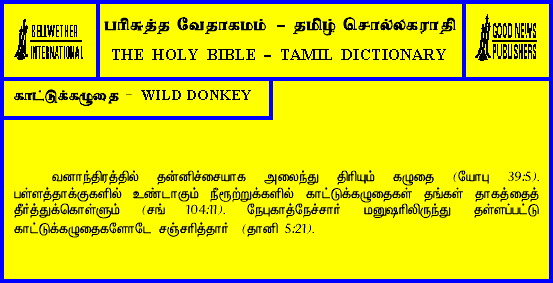 BELLWETHER
INTERNATIONAL
பரிசுத்த வேதாகமம் - தமிழ் சொல்லகராதி
THE HOLY BIBLE - TAMIL DICTIONARY
GOOD NEWS
PUBLISHERS
காட்டுக்கழுதை - WILD DONKEY
வனாந்திரத்தில் தன்னிச்சையாக அலைந்து திரியும் கழுதை (யோபு 39:5).
பள்ளத்தாக்குகளில் உண்டாகும் நீரூற்றுக்களில் காட்டுக்கழுதைகள் தங்கள் தாகத்தைத்
தீர்த்துக்கொள்ளும் (சங் 104:11). நேபுகாத்நேச்சார் மனுஷரிலிருந்து தள்ளப்பட்டு
காட்டுக்கழுதைகளோடே சஞ்சரித்தார் (தானி 5:21).